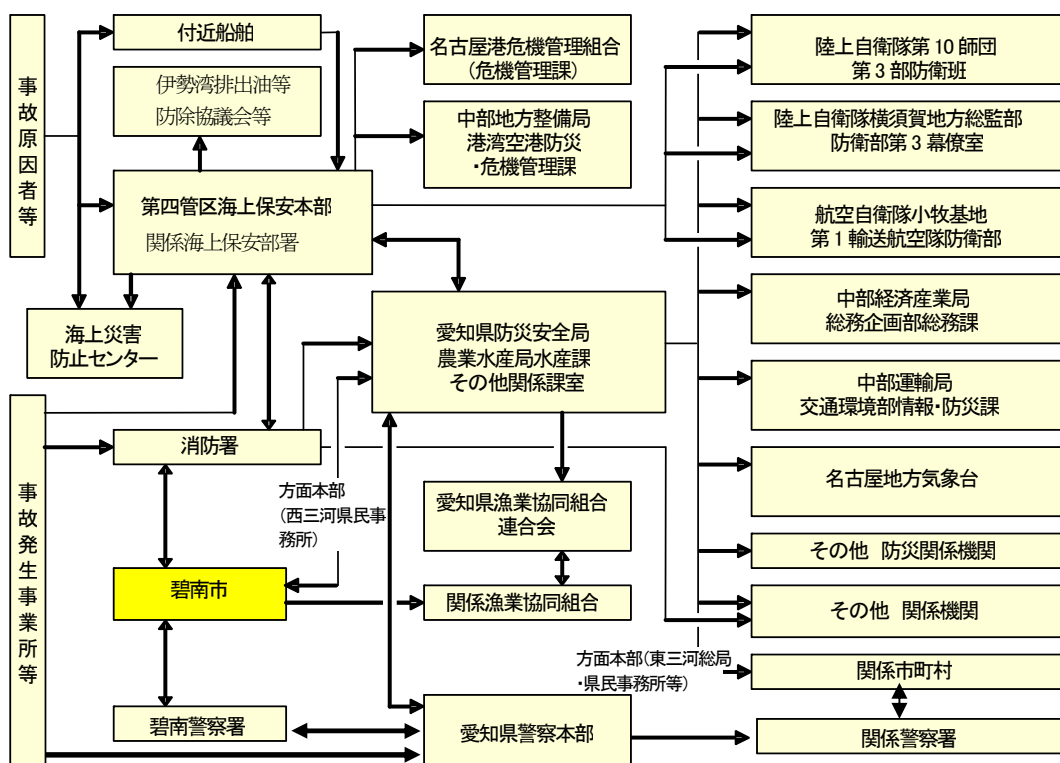 事故原因者等
付近船舶
伊勢湾排出油等
防除協議会等
第四管区海上保安本部
関係海上保安部署
海上災害
防止センター
名古屋港危機管理組合
(危機管理課)
中部地方整備局
港湾空港防災
・危機管理課
陸上自衛隊第10師団
第3部防衛班
陸上自衛隊横須賀地方総監部
防衛部第3幕僚室
航空自衛隊小牧基地
第1輸送航空隊防衛部
中部経済産業局
総務企画部総務課
中部運輸局
交通環境部情報・防災課
名古屋地方気象台
その他 防災関係機関
その他 関係機関
愛知県防災安全局
農業水産局水産課
その他関係課室
事故発生事業所等
消防署
方面本部
(西三河県民事
務所)
愛知県漁業協同組合
連合会
碧南市
関係漁業協同組合
方面本部(東三河総局
・県民事務所等)
関係市町村
碧南警察署
愛知県警察本部
関係警察署